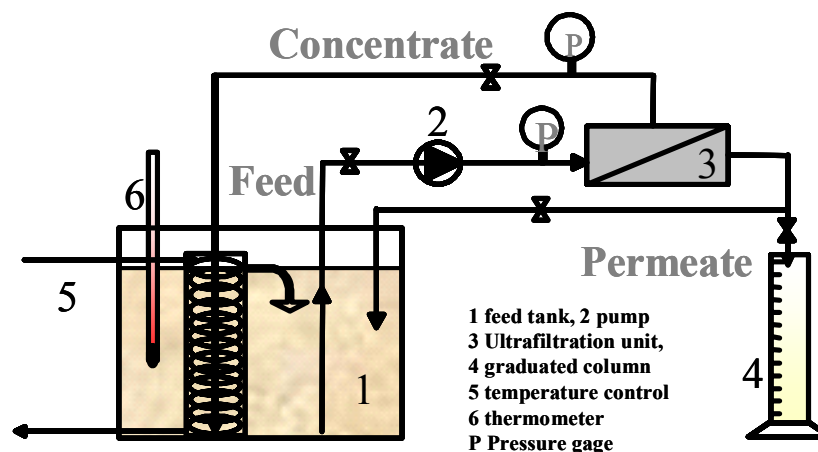 Concentrate
P
2
P
3
Feed
6
Permeate
5
1
4
1 feed tank, 2 pump
3 Ultrafiltration unit,
4 graduated column
5 temperature control
6 thermometer
P Pressure gage